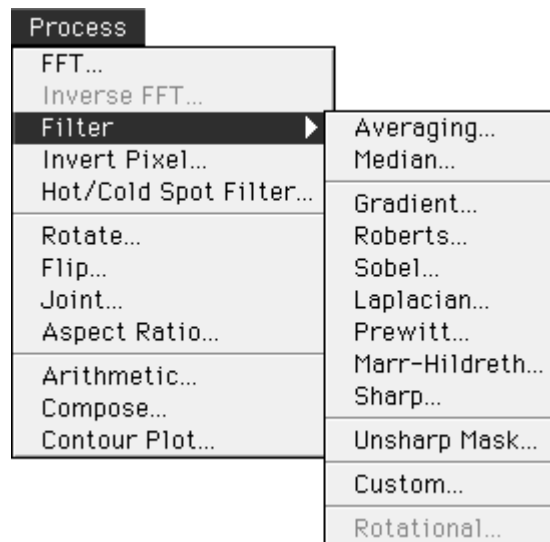 Process
FFT...
Inverse FFT...
Filter
Invert Pixel...
Hot/Cold Spot Filter...
Rotate...
Flip...
Joint...
Aspect Ratio...
Arithmetic...
Compose...
Contour Plot...
Averaging...
Median...
Gradient...
Roberts...
Sobel...
Laplacian...
Prewitt...
Marr-Hildreth...
Sharp...
Unsharp Mask...
Custom...
Rotational...